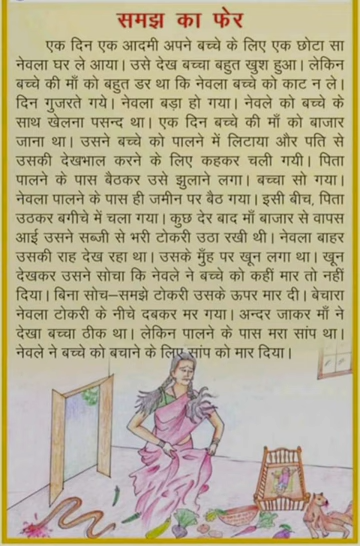 समझ का फेर
एक दिन एक आदमी अपने बच्चे के लिए एक छोटा सा
नेवला घर ले आया। उसे देख बच्चा बहुत खुश हुआ। लेकिन
बच्चे की माँ को बहुत डर था कि नेवला बच्चे को काट न ले।
दिन गुजरते गये। नेवला बड़ा हो गया। नेवले को बच्चे के
साथ खेलना पसन्द था। एक दिन बच्चे की माँ को बाजार
जाना था। उसने बच्चे को पालने में लिटाया और पति से
उसकी देखभाल करने के लिए कहकर चली गयी। पिता
पालने के पास बैठकर उसे झुलाने लगा। बच्चा सो गया।
नेवला पालने के पास ही जमीन पर बैठ गया। इसी बीच, पिता
उठकर बगीचे में चला गया। कुछ देर बाद माँ बाजार से वापस
आई उसने सब्जी से भरी टोकरी उठा रखी थी। नेवला बाहर
उसकी राह देख रहा था। उसके मुँह पर खून लगा था। खून
देखकर उसने सोचा कि नेवले ने बच्चे को कहीं मार तो नहीं
दिया। बिना सोच–समझे टोकरी उसके ऊपर मार दी। बेचारा
नेवला टोकरी के नीचे दबकर मर गया। अन्दर जाकर माँ ने
देखा बच्चा ठीक था। लेकिन पालने के पास मरा सांप था।
नेवले ने बच्चे को बचाने के लिए सांप को मार दिया।